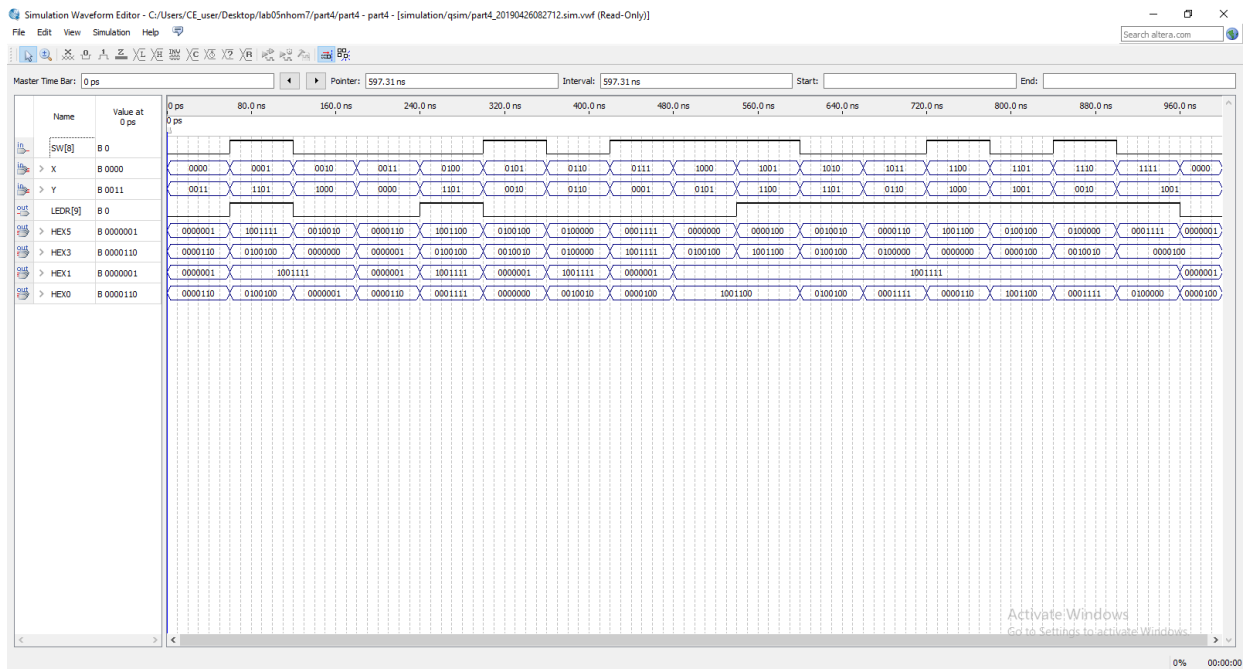 Simulation Waveform Editor - C:/Users/CE_user/Desktop/lab05nhom7/part4/part4 - part4 - [simulation/qsim/part4_20190426082712.sim.vwf (Read-Only)]
File Edit View Simulation Help
Search altera.com
Master Time Bar: 0 ps Pointer: 597.31 ns Interval: 597.31 ns Start: End:
Name Value at 0 ps
0 ps 80.0 ns 160.0 ns 240.0 ns 320.0 ns 400.0 ns 480.0 ns 560.0 ns 640.0 ns 720.0 ns 800.0 ns 880.0 ns 960.0 ns
0 ps
SW[8] B 0
X B 0000 0000 0001 0010 0011 0100 0101 0110 0111 1000 1001 1010 1011 1100 1101 1110 1111 0000
Y B 0011 0011 1101 1000 0000 1101 0010 0110 0001 0101 1100 1101 0110 1000 1001 0010 1001
LEDR[9] B 0
HEX5 B 0000001 0000001 1001111 0010010 0000110 1001100 0100100 0100000 0001111 0000000 0000100 0010010 0000110 1001100 0100100 0100000 0001111 0000001
HEX3 B 0000110 0000110 0100100 0000000 0000001 0100100 0010010 0100000 1001111 0100100 1001100 0100100 0100000 0000000 0000100 0010010 0000100
HEX1 B 0000001 0000001 1001111 0000001 1001111 0000001 1001111 0000001 1001111 0000001
HEX0 B 0000110 0000110 0100100 0000001 0000110 0001111 0000000 0010010 0000100 1001100 0100100 0001111 0000110 1001100 0001111 0100000 0000100
Activate Windows
Go to Settings to activate Windows.
0% 00:00:00